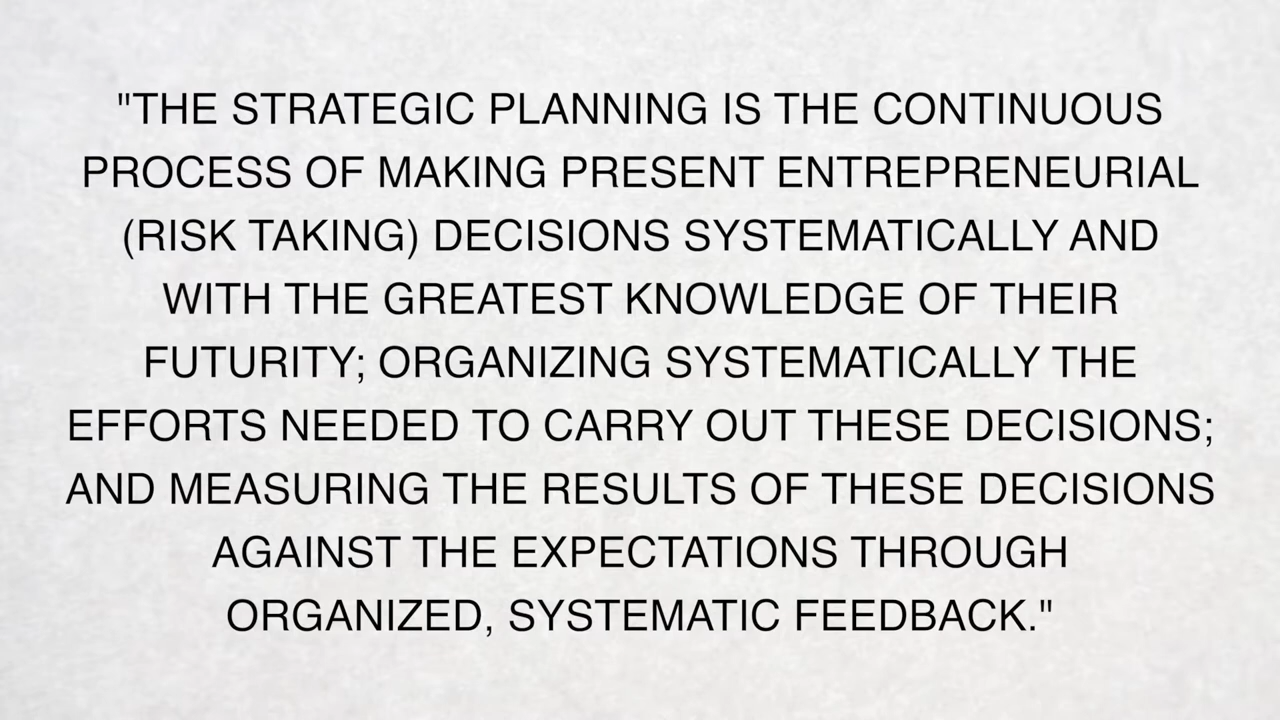 "THE STRATEGIC PLANNING IS THE CONTINUOUS
PROCESS OF MAKING PRESENT ENTREPRENEURIAL
(RISK TAKING) DECISIONS SYSTEMATICALLY AND
WITH THE GREATEST KNOWLEDGE OF THEIR
FUTURITY; ORGANIZING SYSTEMATICALLY THE
EFFORTS NEEDED TO CARRY OUT THESE DECISIONS;
AND MEASURING THE RESULTS OF THESE DECISIONS
AGAINST THE EXPECTATIONS THROUGH
ORGANIZED, SYSTEMATIC FEEDBACK."